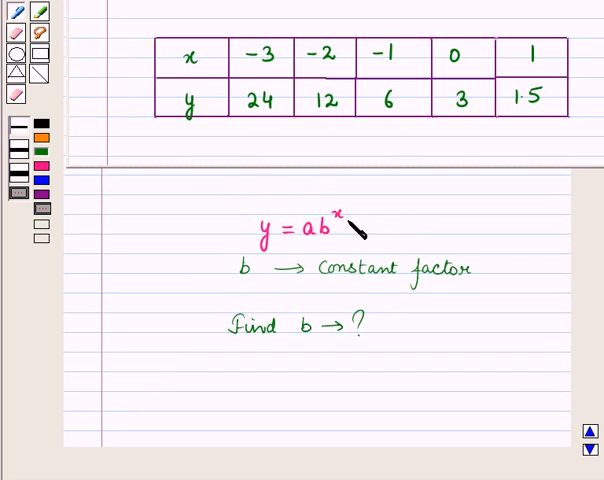 x -3 -2 -1 0 1
y 24 12 6 3 1.5
y = ab^x
b → constant factor
Find b → ?